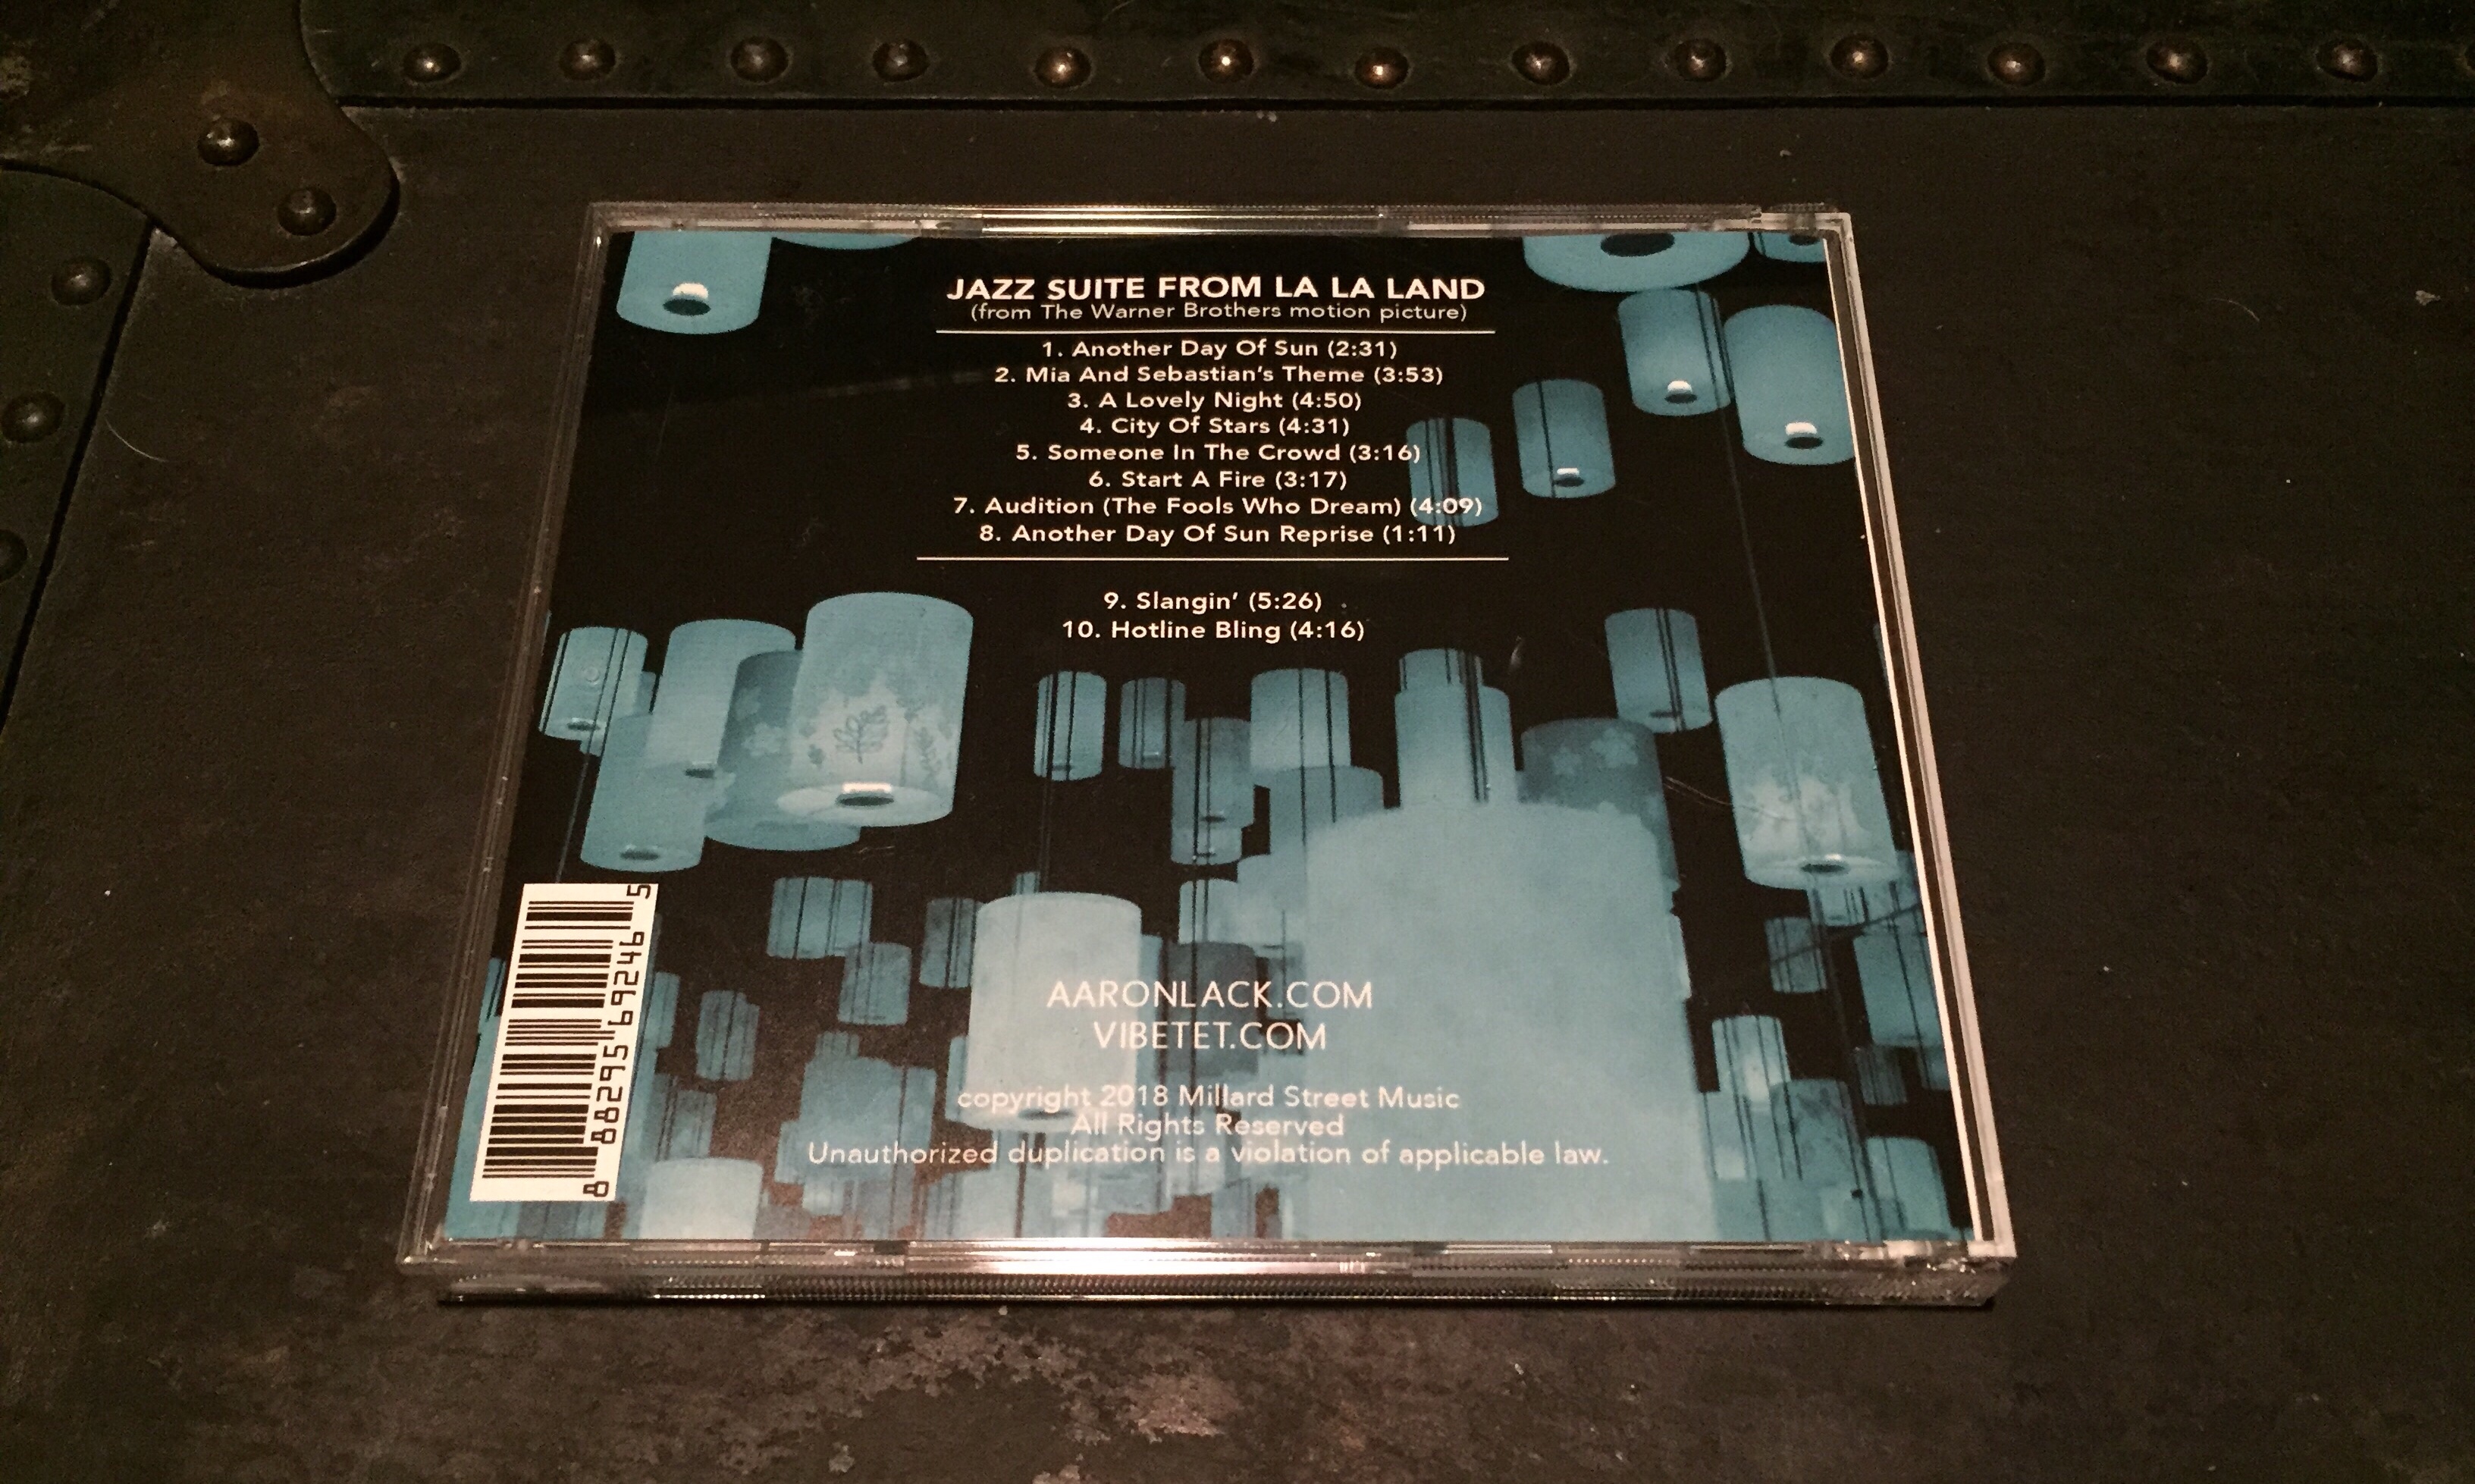 JAZZ SUITE FROM LA LA LAND
(from The Warner Brothers motion picture)
1. Another Day Of Sun (2:31)
2. Mia And Sebastian's Theme (3:53)
3. A Lovely Night (4:50)
4. City Of Stars (4:31)
5. Someone In The Crowd (3:16)
6. Start A Fire (3:17)
7. Audition (The Fools Who Dream) (4:09)
8. Another Day Of Sun Reprise (1:11)
9. Slangin' (5:26)
10. Hotline Bling (4:16)
AARONLACK.COM
VIBETET.COM
copyright 2018 Millard Street Music
All Rights Reserved
Unauthorized duplication is a violation of applicable law.
8 88295 69246 5